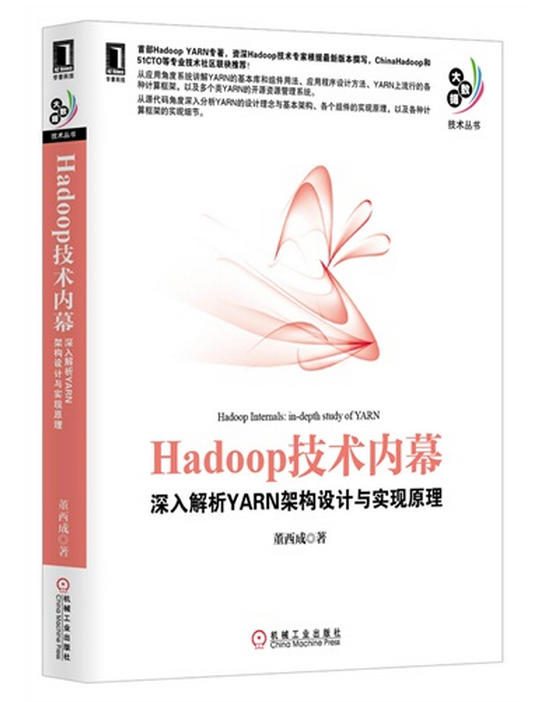 华章科技
大数据
技术丛书
Hadoop技术内幕
深入解析YARN
架构设计与实现原理
董西成 著
机械工业出版社
China Machine Press
华章科技
首部Hadoop YARN专著，资深Hadoop技术专家根据最新版本撰写，ChinaHadoop和
51CTO等专业技术社区联袂推荐！
从应用角度系统讲解YARN的基本库和组件用法、应用程序设计方法、YARN上流行的各
种计算框架，以及多个类YARN的开源资源管理系统。
从源代码角度深入分析YARN的设计理念与基本架构、各个组件的实现原理，以及各种计
算框架的实现细节。
大数据
技术丛书
Hadoop Internals: in-depth study of YARN
Hadoop技术内幕
深入解析YARN架构设计与实现原理
董西成◎著
机械工业出版社
China Machine Press